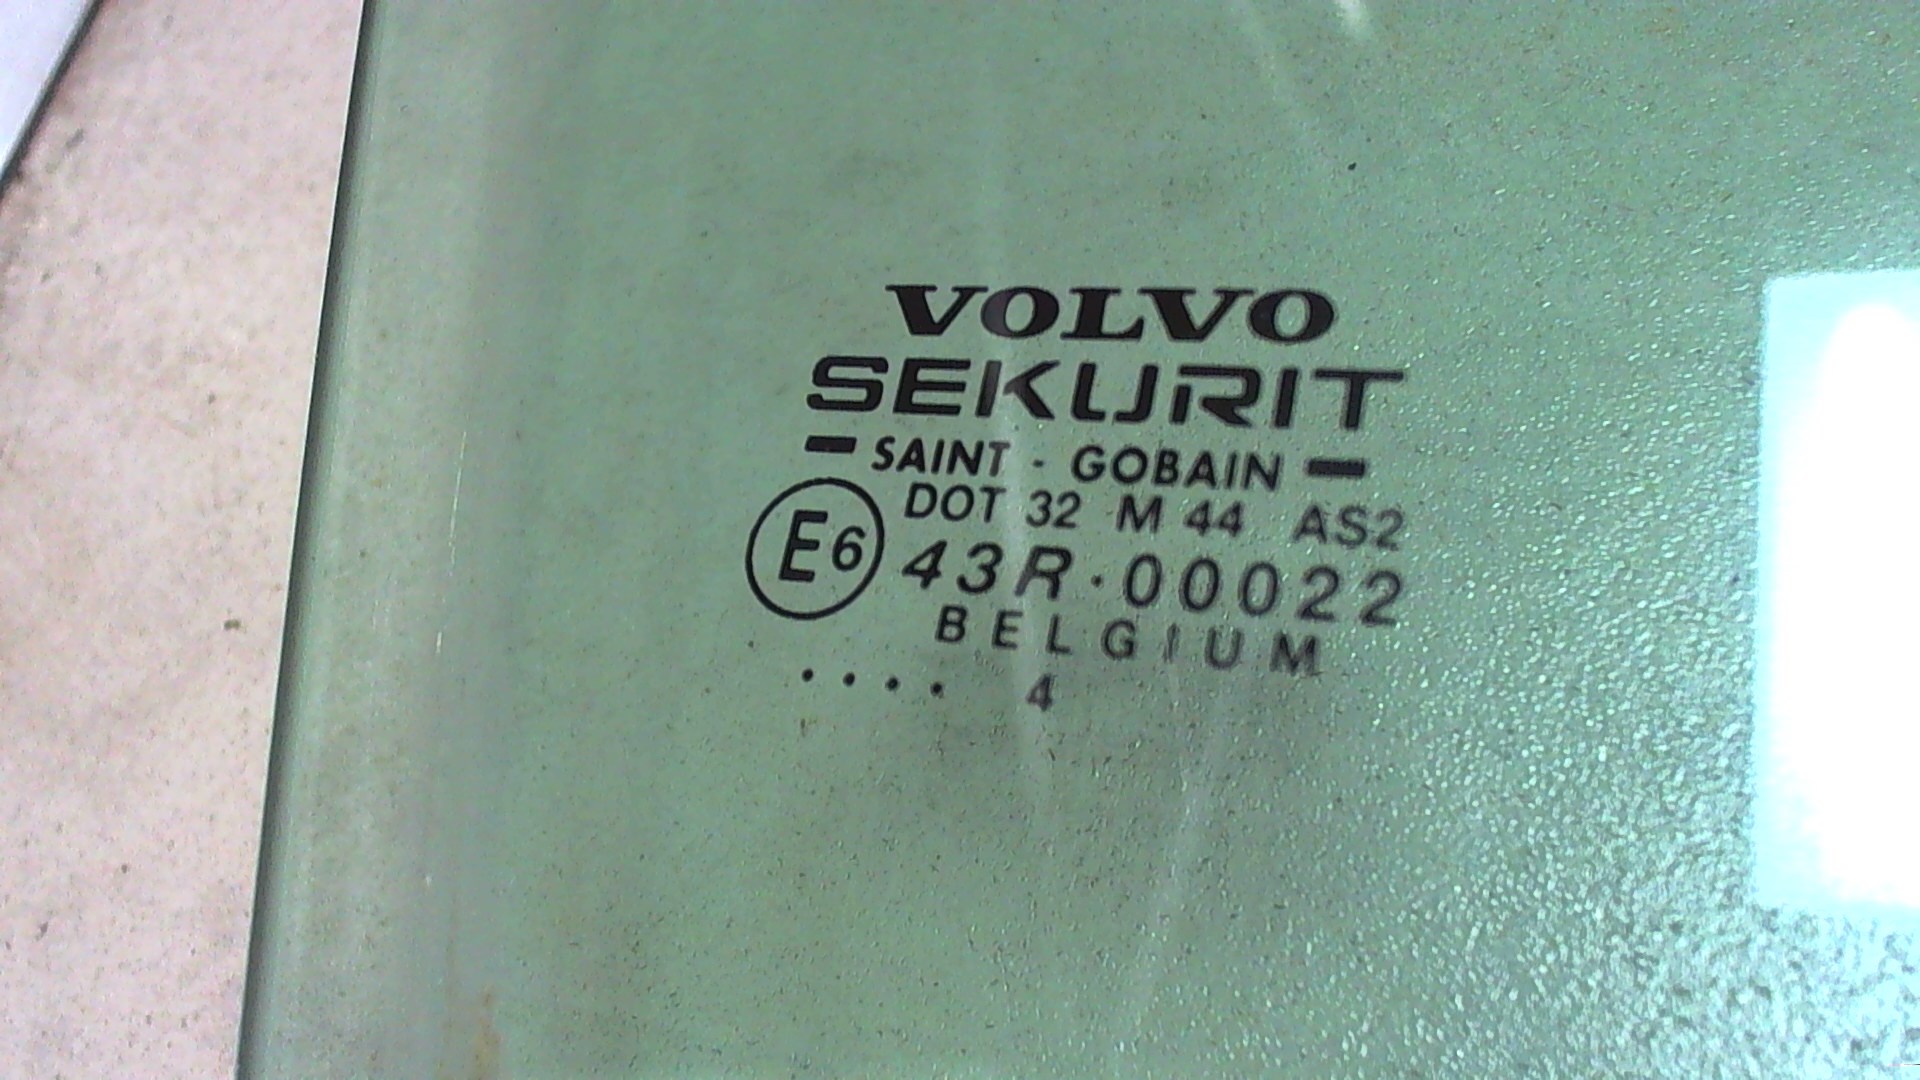 VOLVO
SEKURIT
SAINT - GOBAIN
DOT 32 M 44 AS2
E6 43R·00022
BELGIUM
. . . . 4